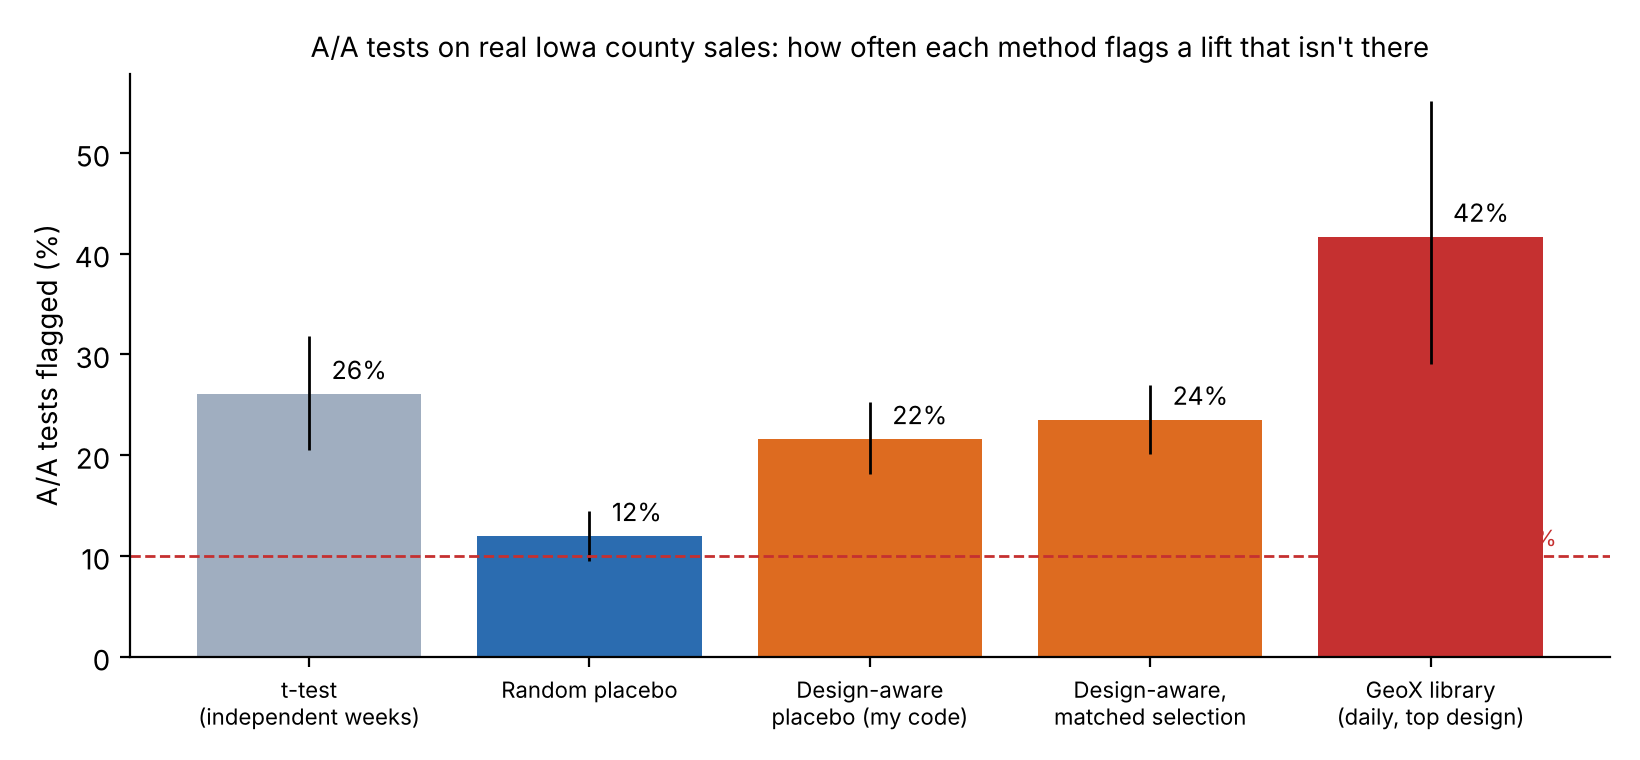 A/A tests on real Iowa county sales: how often each method flags a lift that isn't there
A/A tests flagged (%)
50
40
30
20
10
0
26%
12%
22%
24%
42%
%
t-test
(independent weeks)
Random placebo
Design-aware
placebo (my code)
Design-aware,
matched selection
GeoX library
(daily, top design)